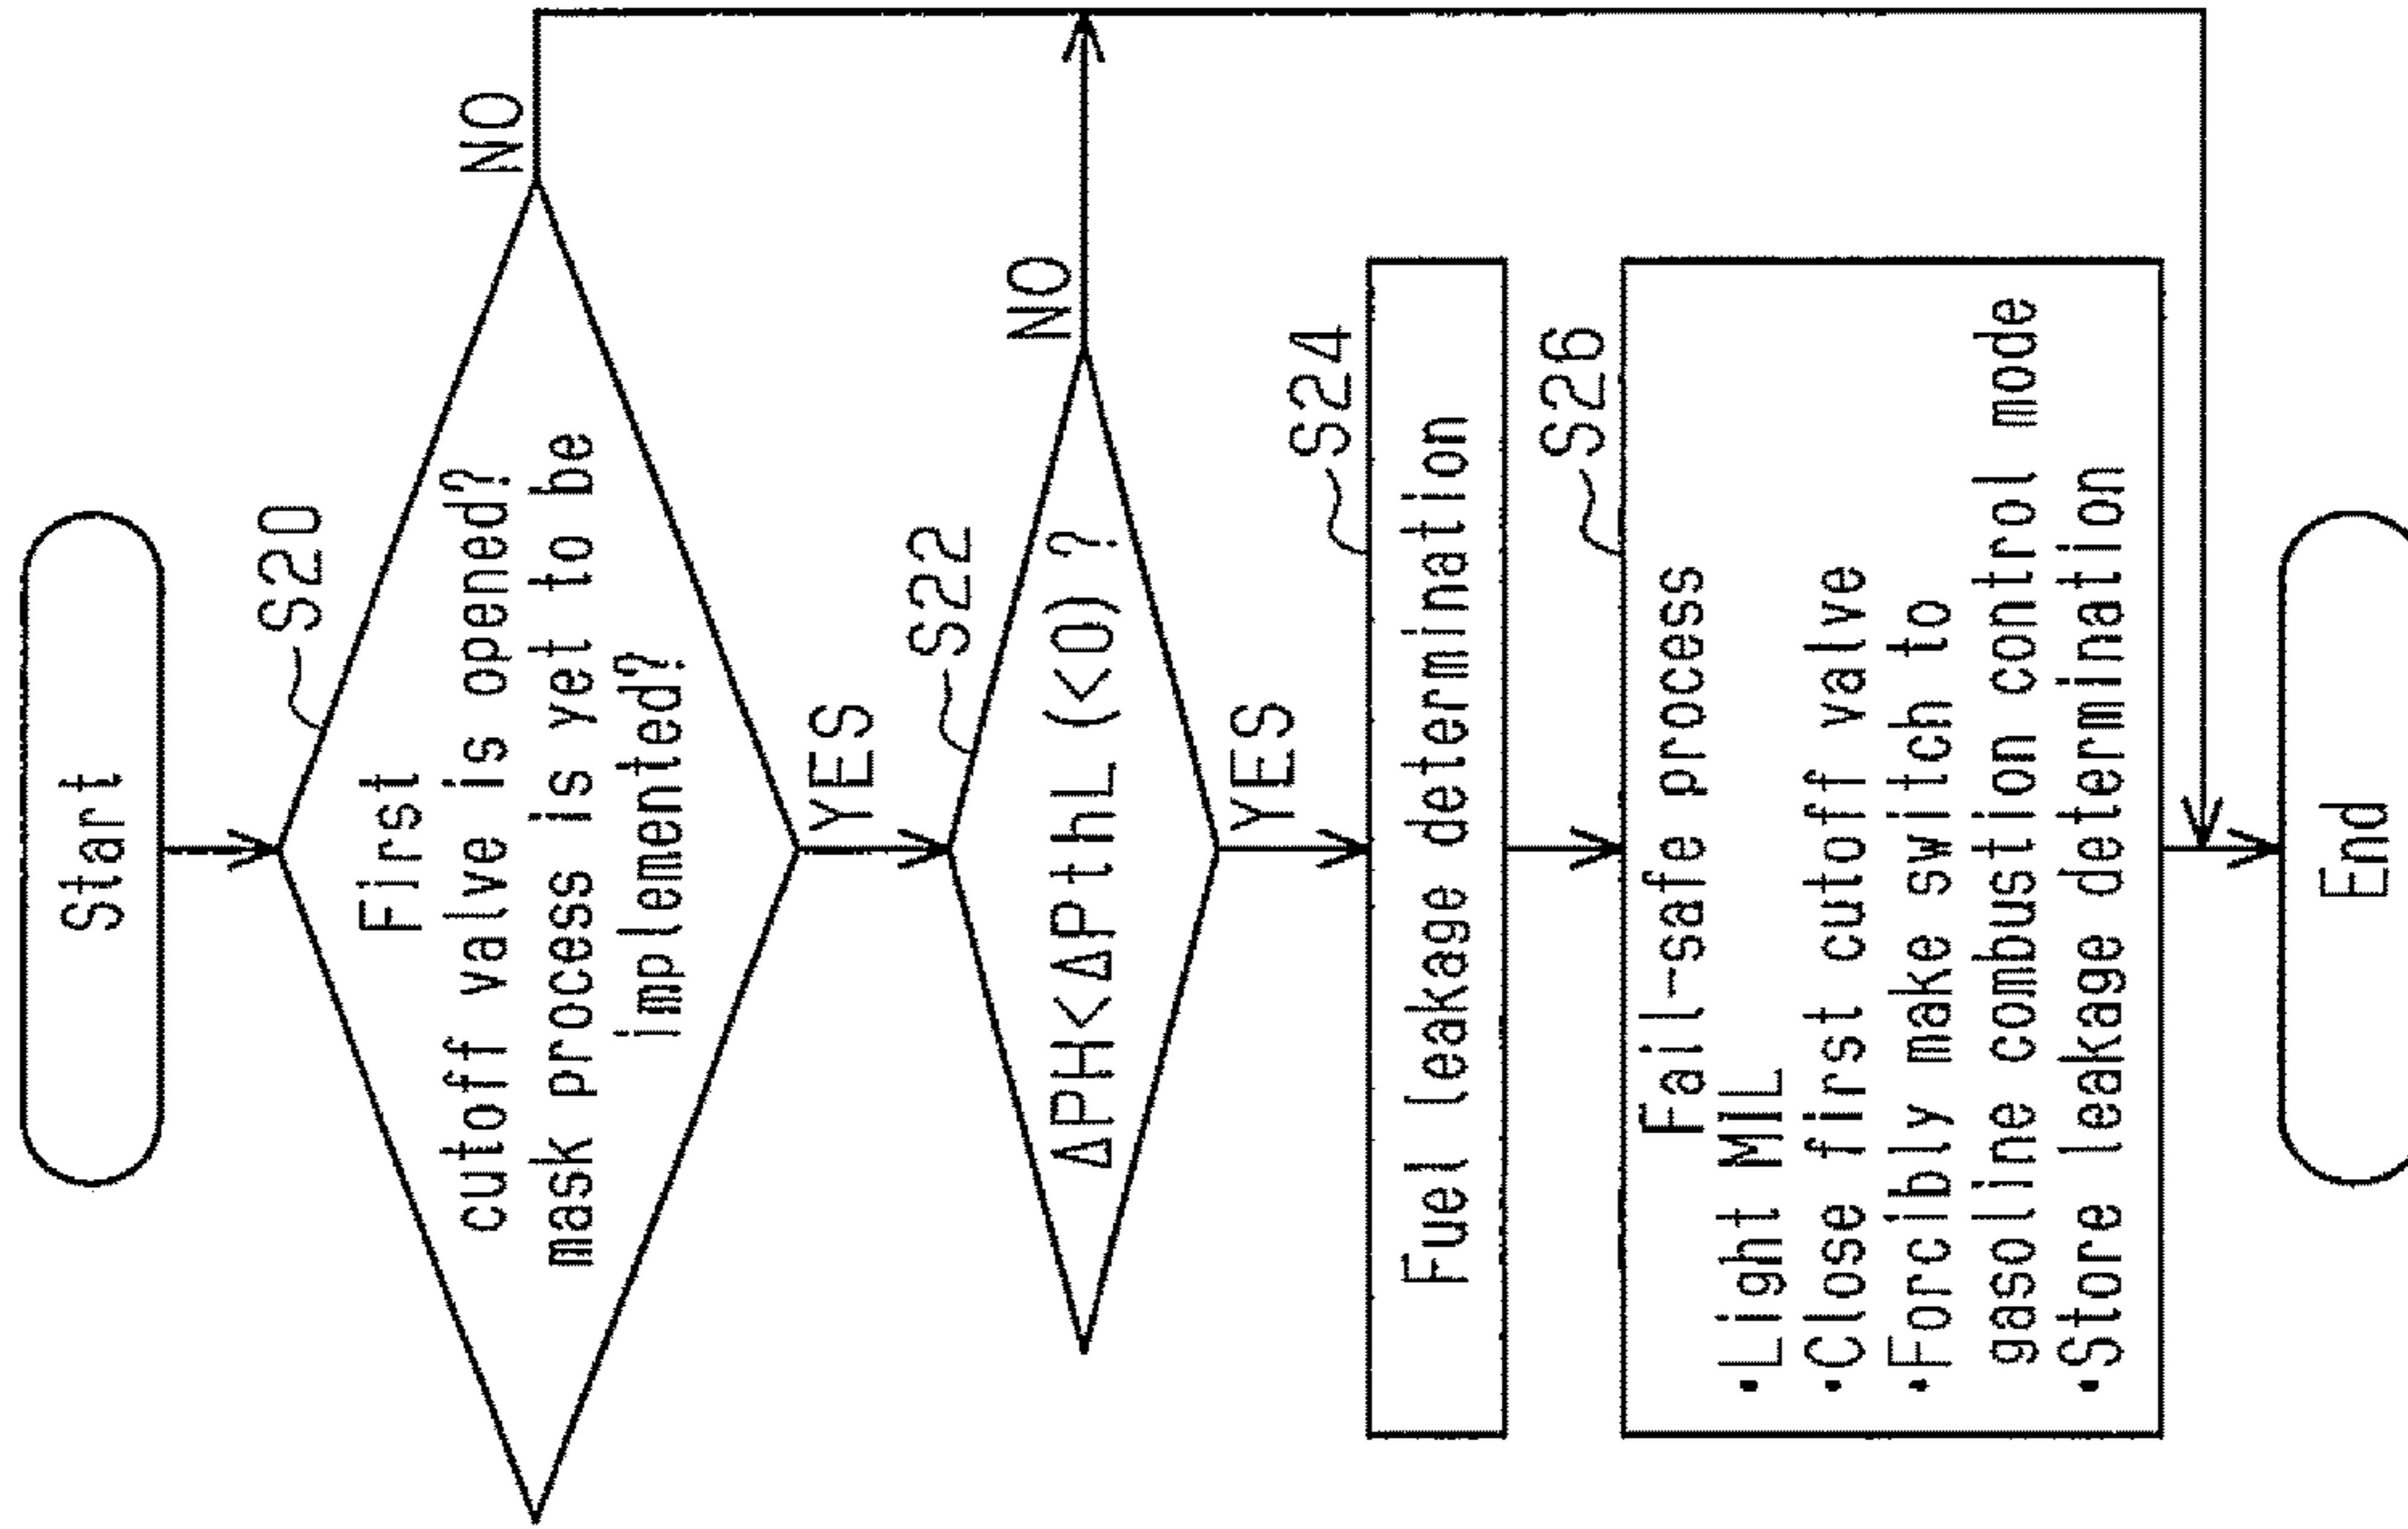 Start
S20
First
cutoff valve is opened?
mask process is yet to be
implemented?
NO
YES
S22
ΔPH<ΔPthL(<0)?
NO
YES
S24
Fuel leakage determination
S26
Fail-safe process
•Light MIL
•Close first cutoff valve
•Forcibly make switch to
gasoline combustion control mode
•Store leakage determination
End